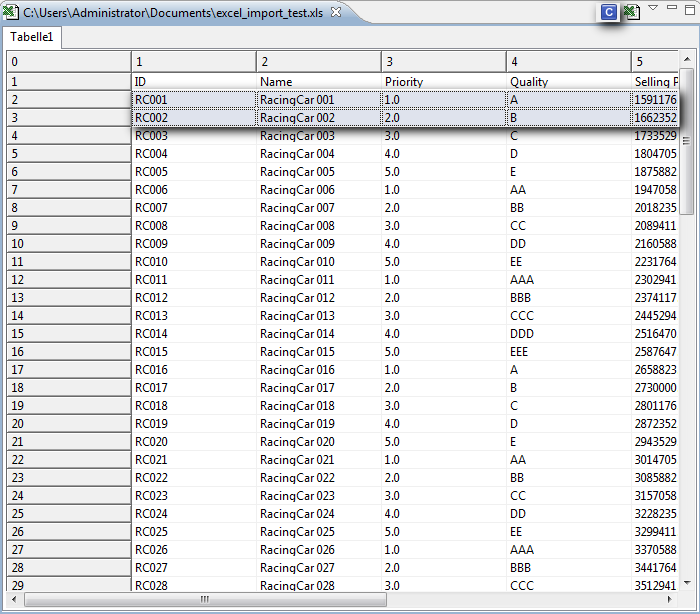 C:\Users\Administrator\Documents\excel_import_test.xls
C
Tabelle1
0 1 2 3 4 5
1 ID Name Priority Quality Selling P
2 RC001 RacingCar 001 1.0 A 1591176
3 RC002 RacingCar 002 2.0 B 1662352
4 RC003 RacingCar 003 3.0 C 1733529
5 RC004 RacingCar 004 4.0 D 1804705
6 RC005 RacingCar 005 5.0 E 1875882
7 RC006 RacingCar 006 1.0 AA 1947058
8 RC007 RacingCar 007 2.0 BB 2018235
9 RC008 RacingCar 008 3.0 CC 2089411
10 RC009 RacingCar 009 4.0 DD 2160588
11 RC010 RacingCar 010 5.0 EE 2231764
12 RC011 RacingCar 011 1.0 AAA 2302941
13 RC012 RacingCar 012 2.0 BBB 2374117
14 RC013 RacingCar 013 3.0 CCC 2445294
15 RC014 RacingCar 014 4.0 DDD 2516470
16 RC015 RacingCar 015 5.0 EEE 2587647
17 RC016 RacingCar 016 1.0 A 2658823
18 RC017 RacingCar 017 2.0 B 2730000
19 RC018 RacingCar 018 3.0 C 2801176
20 RC019 RacingCar 019 4.0 D 2872352
21 RC020 RacingCar 020 5.0 E 2943529
22 RC021 RacingCar 021 1.0 AA 3014705
23 RC022 RacingCar 022 2.0 BB 3085882
24 RC023 RacingCar 023 3.0 CC 3157058
25 RC024 RacingCar 024 4.0 DD 3228235
26 RC025 RacingCar 025 5.0 EE 3299411
27 RC026 RacingCar 026 1.0 AAA 3370588
28 RC027 RacingCar 027 2.0 BBB 3441764
29 RC028 RacingCar 028 3.0 CCC 3512941